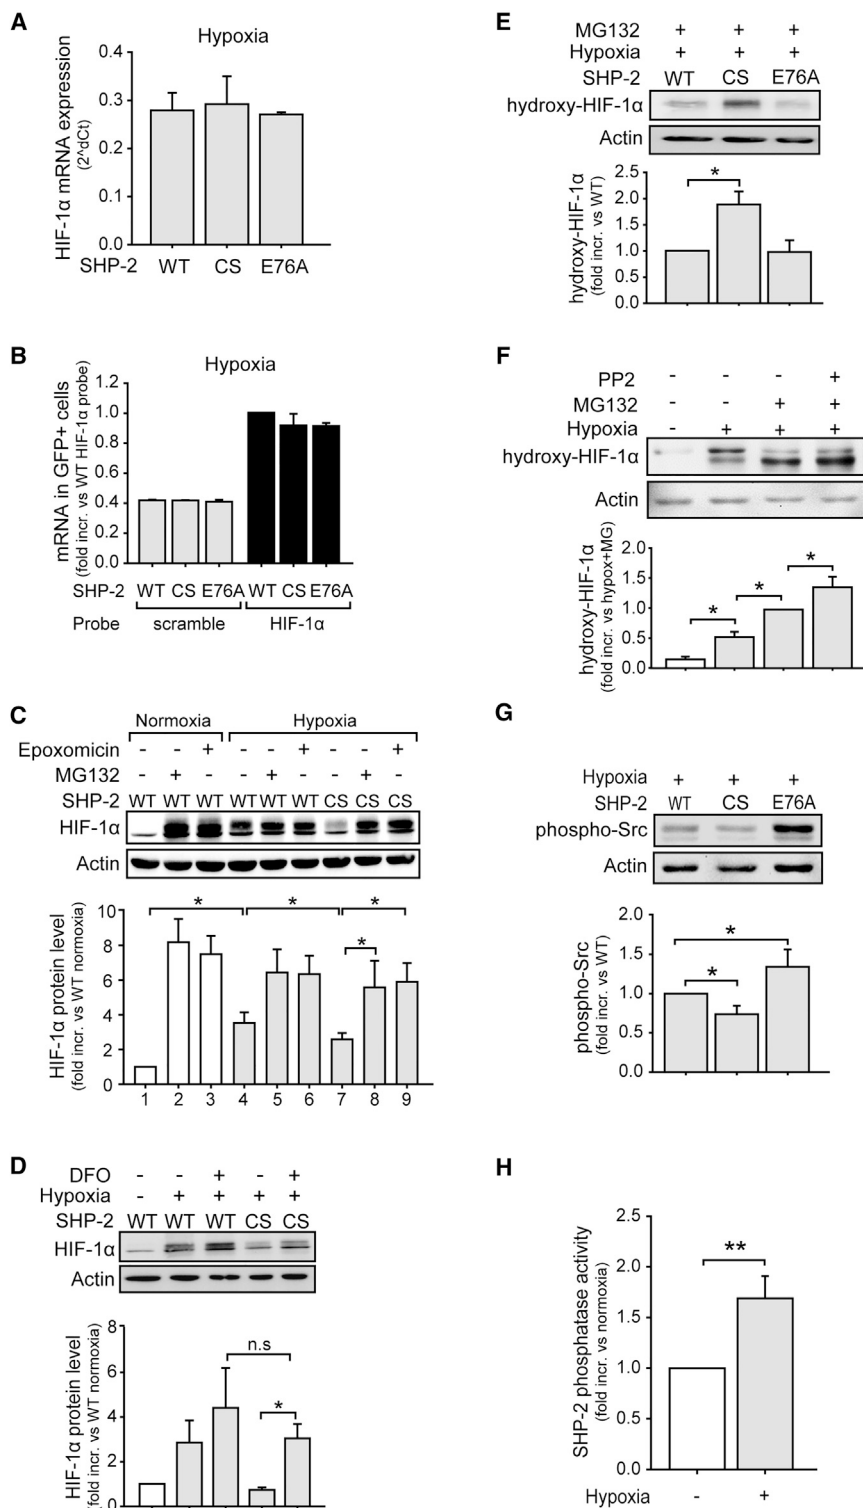 A
Hypoxia
HIF-1α mRNA expression
(2^dCt)
0.4
0.3
0.2
0.1
0.0
SHP-2 WT CS E76A
B
Hypoxia
mRNA in GFP+ cells
(fold incr. vs WT HIF-1α probe)
1.2
1.0
0.8
0.6
0.4
0.2
0.0
SHP-2 WT CS E76A WT CS E76A
Probe scramble HIF-1α
C
Normoxia Hypoxia
Epoxomicin - - + - - + - - +
MG132 - + - - + - - + -
SHP-2 WT WT WT WT WT WT CS CS CS
HIF-1α
Actin
HIF-1α protein level
(fold incr. vs WT normoxia)
10
8
6
4
2
0
* * *
*
1 2 3 4 5 6 7 8 9
D
DFO - - + - +
Hypoxia - + + + +
SHP-2 WT WT WT CS CS
HIF-1α
Actin
HIF-1α protein level
(fold incr. vs WT normoxia)
8
6
4
2
n.s
*
E
MG132 + + +
Hypoxia + + +
SHP-2 WT CS E76A
hydroxy-HIF-1α
Actin
hydroxy-HIF-1α
(fold incr. vs WT)
2.5
2.0
1.5
1.0
0.5
0.0
*
F
PP2 - - - +
MG132 - - + +
Hypoxia - + + +
hydroxy-HIF-1α
Actin
hydroxy-HIF-1α
(fold incr. vs hypox+MG)
2.0
1.5
1.0
0.5
0.0
* * *
G
Hypoxia + + +
SHP-2 WT CS E76A
phospho-Src
Actin
phospho-Src
(fold incr. vs WT)
2.0
1.5
1.0
0.5
0.0
*
*
H
SHP-2 phosphatase activity
(fold incr. vs normoxia)
2.5
2.0
1.5
1.0
0.5
0.0
**
Hypoxia - +